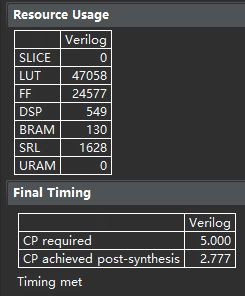 Resource Usage
Verilog
SLICE 0
LUT 47058
FF 24577
DSP 549
BRAM 130
SRL 1628
URAM 0
Final Timing
Verilog
CP required 5.000
CP achieved post-synthesis 2.777
Timing met